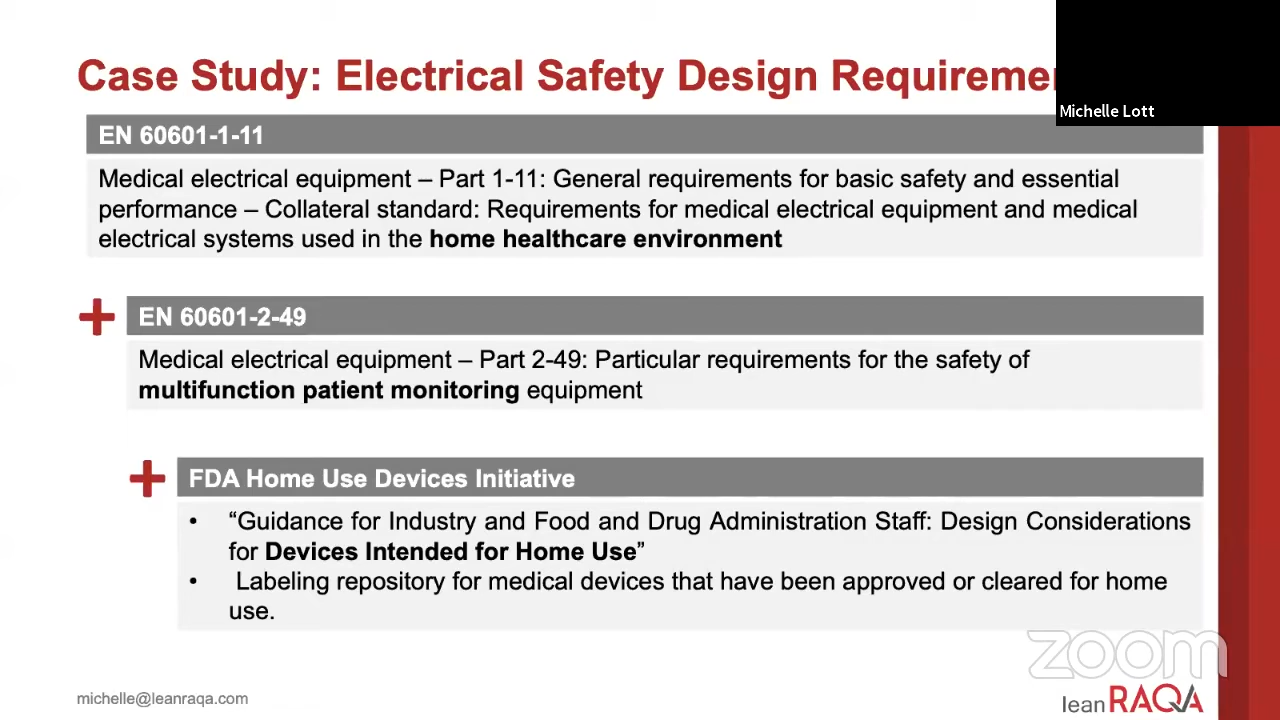 Case Study: Electrical Safety Design Requireme
Michelle Lott
EN 60601-1-11
Medical electrical equipment – Part 1-11: General requirements for basic safety and essential
performance – Collateral standard: Requirements for medical electrical equipment and medical
electrical systems used in the home healthcare environment
EN 60601-2-49
Medical electrical equipment – Part 2-49: Particular requirements for the safety of
multifunction patient monitoring equipment
FDA Home Use Devices Initiative
• “Guidance for Industry and Food and Drug Administration Staff: Design Considerations
for Devices Intended for Home Use”
• Labeling repository for medical devices that have been approved or cleared for home
use.
zoom
michelle@leanraqa.com
lean RAQA